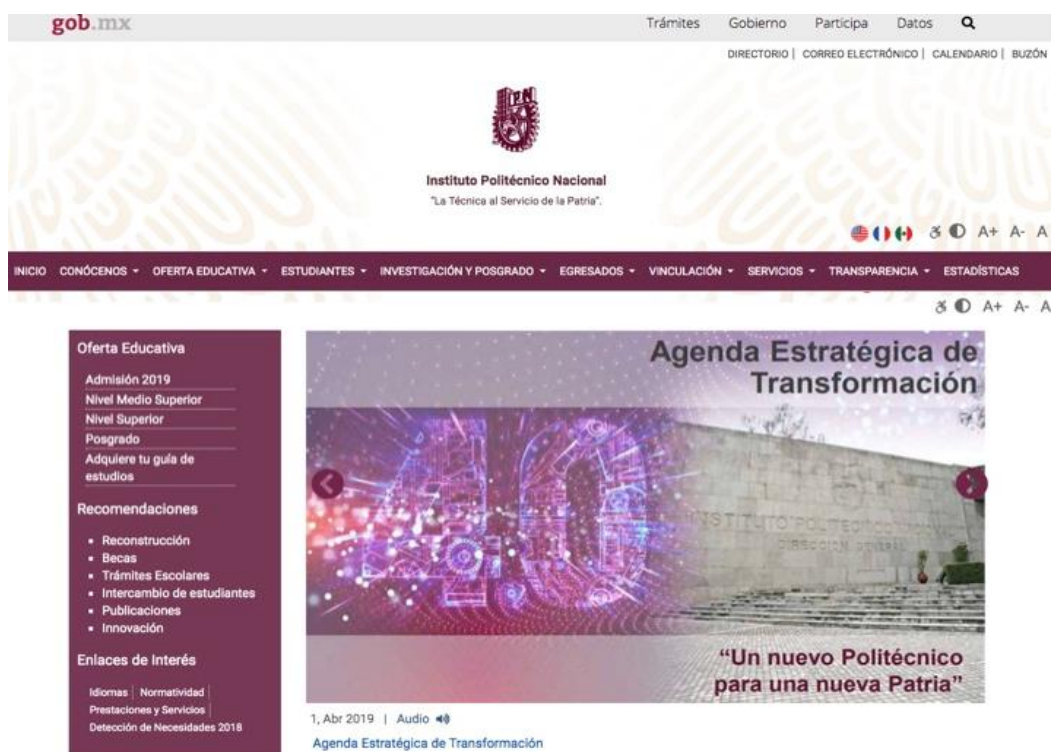 gob.mx
Trámites Gobierno Participa Datos
DIRECTORIO | CORREO ELECTRÓNICO | CALENDARIO | BUZÓN
IPN
Instituto Politécnico Nacional
"La Técnica al Servicio de la Patria".
A+ A- A
INICIO CONÓCENOS OFERTA EDUCATIVA ESTUDIANTES INVESTIGACIÓN Y POSGRADO EGRESADOS VINCULACIÓN SERVICIOS TRANSPARENCIA ESTADÍSTICAS
A+ A- A
Oferta Educativa
Admisión 2019
Nivel Medio Superior
Nivel Superior
Posgrado
Adquiere tu guía de
estudios
Recomendaciones
Reconstrucción
Becas
Trámites Escolares
Intercambio de estudiantes
Publicaciones
Innovación
Enlaces de Interés
Idiomas | Normatividad |
Prestaciones y Servicios |
Detección de Necesidades 2018
Agenda Estratégica de
Transformación
4.0
INSTITUTO POLITECNICO
DIRECCION GENERAL
“Un nuevo Politécnico
para una nueva Patria”
1, Abr 2019 | Audio
Agenda Estratégica de Transformación